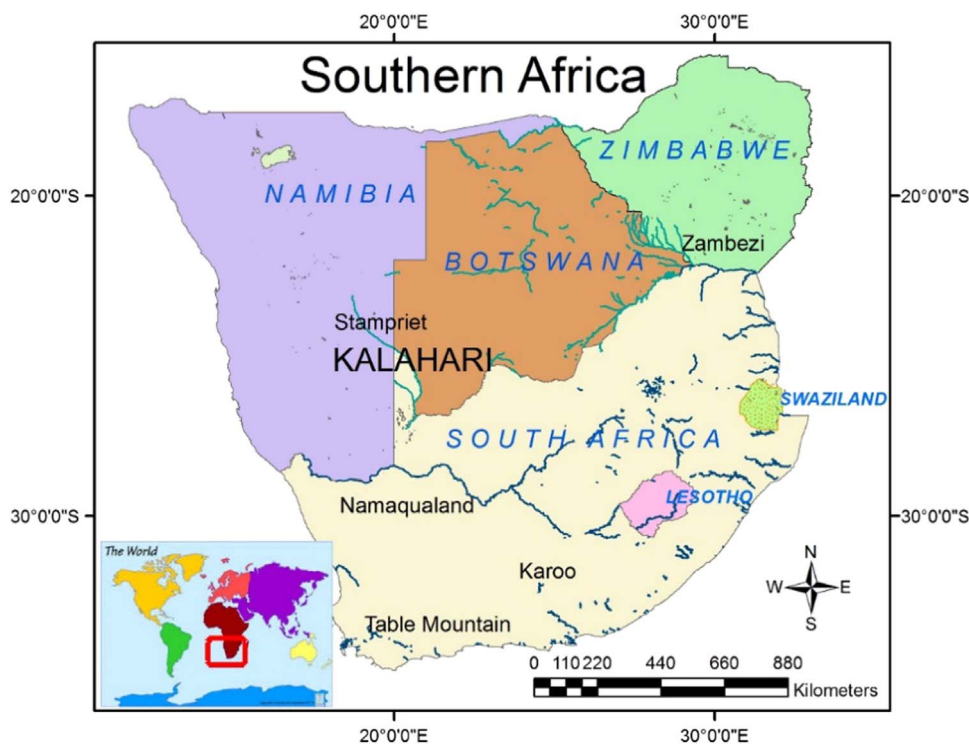 20°0'0"E
30°0'0"E
Southern Africa
ZIMBABWE
NAMIBIA
20°0'0"S
20°0'0"S
Zambezi
BOTSWANA
Stampriet
KALAHARI
SWAZILAND
SOUTH AFRICA
LESOTHO
Namaqualand
30°0'0"S
30°0'0"S
The World
N
Karoo
W
E
S
Table Mountain
0 110 220 440 660 880
Kilometers
20°0'0"E
30°0'0"E